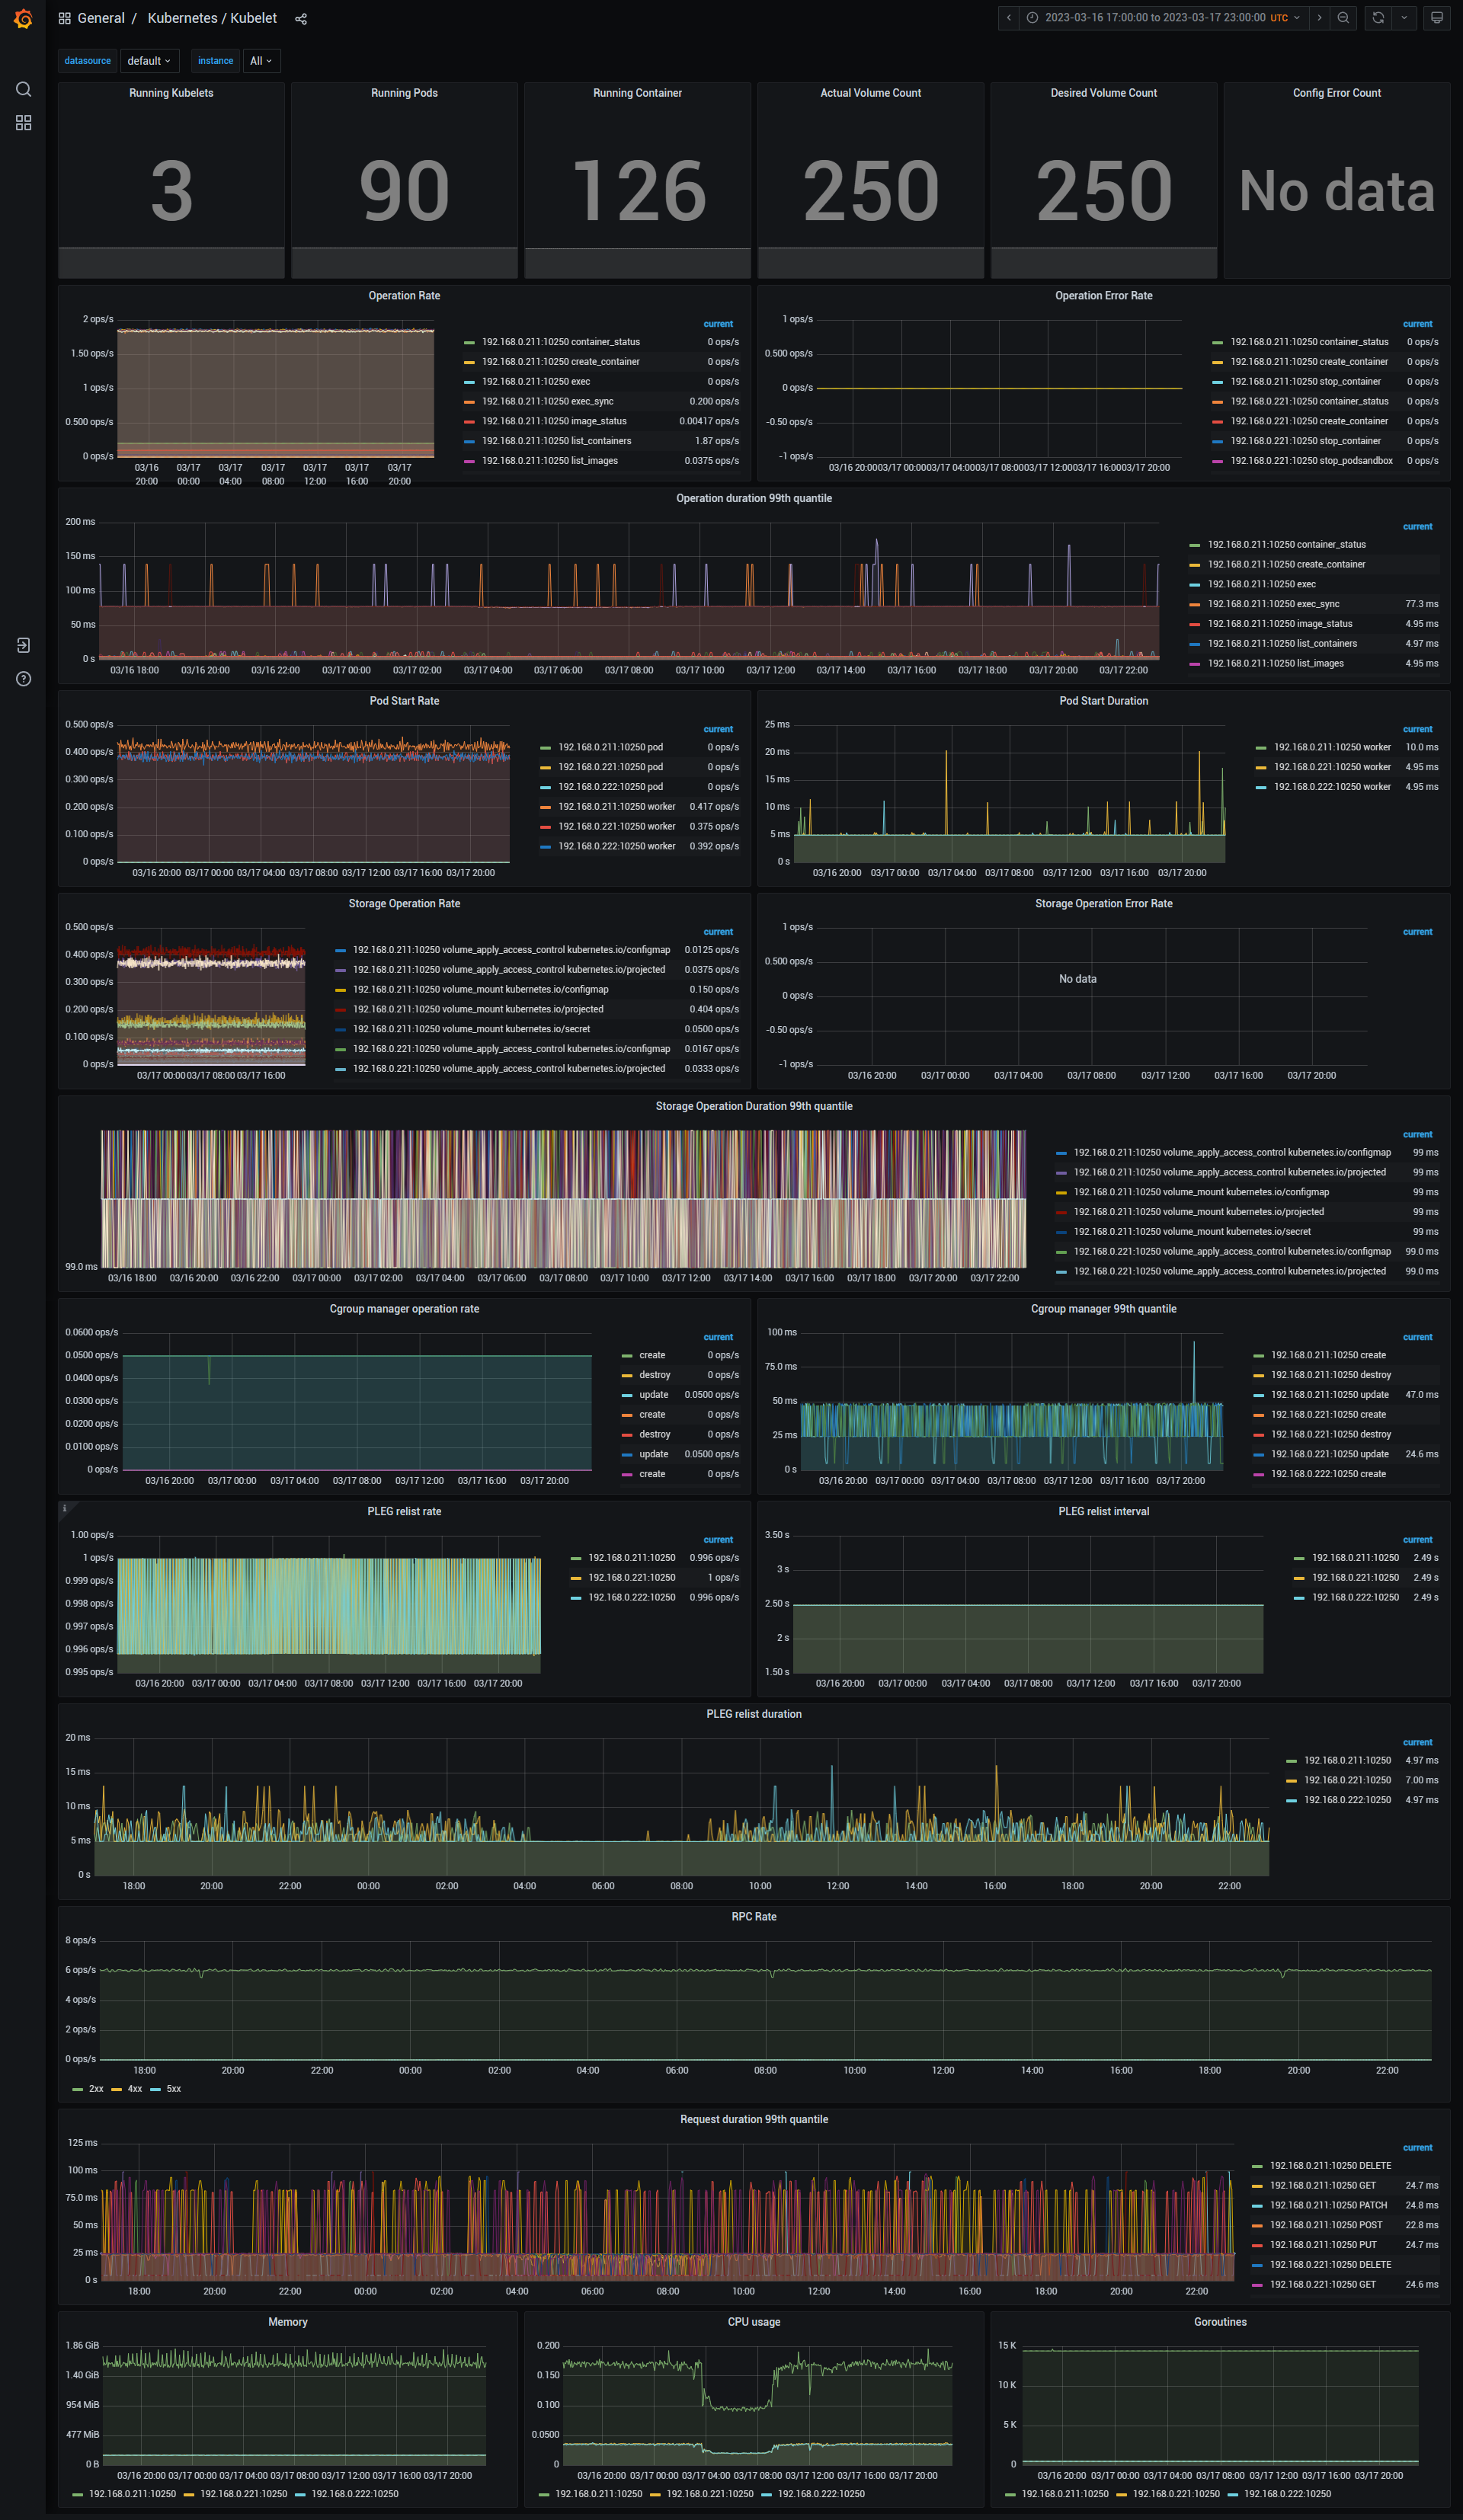 General / Kubernetes / Kubelet
2023-03-16 17:00:00 to 2023-03-17 23:00:00 UTC
datasource default instance All
Running Kubelets
3
Running Pods
90
Running Container
126
Actual Volume Count
250
Desired Volume Count
250
Config Error Count
No data
Operation Rate
2 ops/s
1.50 ops/s
1 ops/s
0.500 ops/s
0 ops/s
03/16 20:00 03/17 00:00 03/17 04:00 03/17 08:00 03/17 12:00 03/17 16:00 03/17 20:00
current
192.168.0.211:10250 container_status 0 ops/s
192.168.0.211:10250 create_container 0 ops/s
192.168.0.211:10250 exec 0 ops/s
192.168.0.211:10250 exec_sync 0.200 ops/s
192.168.0.211:10250 image_status 0.00417 ops/s
192.168.0.211:10250 list_containers 1.87 ops/s
192.168.0.211:10250 list_images 0.0375 ops/s
Operation Error Rate
1 ops/s
0.500 ops/s
0 ops/s
-0.50 ops/s
-1 ops/s
03/16 20:00 03/17 00:00 03/17 04:00 03/17 08:00 03/17 12:00 03/17 16:00 03/17 20:00
current
192.168.0.211:10250 container_status 0 ops/s
192.168.0.211:10250 create_container 0 ops/s
192.168.0.211:10250 stop_container 0 ops/s
192.168.0.221:10250 container_status 0 ops/s
192.168.0.221:10250 create_container 0 ops/s
192.168.0.221:10250 stop_container 0 ops/s
192.168.0.221:10250 stop_podsandbox 0 ops/s
Operation duration 99th quantile
200 ms
150 ms
100 ms
50 ms
0 s
03/16 18:00 03/16 20:00 03/16 22:00 03/17 00:00 03/17 02:00 03/17 04:00 03/17 06:00 03/17 08:00 03/17 10:00 03/17 12:00 03/17 14:00 03/17 16:00 03/17 18:00 03/17 20:00 03/17 22:00
current
192.168.0.211:10250 container_status
192.168.0.211:10250 create_container
192.168.0.211:10250 exec
192.168.0.211:10250 exec_sync 77.3 ms
192.168.0.211:10250 image_status 4.95 ms
192.168.0.211:10250 list_containers 4.97 ms
192.168.0.211:10250 list_images 4.95 ms
Pod Start Rate
0.500 ops/s
0.400 ops/s
0.300 ops/s
0.200 ops/s
0.100 ops/s
0 ops/s
03/16 20:00 03/17 00:00 03/17 04:00 03/17 08:00 03/17 12:00 03/17 16:00 03/17 20:00
current
192.168.0.211:10250 pod 0 ops/s
192.168.0.221:10250 pod 0 ops/s
192.168.0.222:10250 pod 0 ops/s
192.168.0.211:10250 worker 0.417 ops/s
192.168.0.221:10250 worker 0.375 ops/s
192.168.0.222:10250 worker 0.392 ops/s
Pod Start Duration
25 ms
20 ms
15 ms
10 ms
5 ms
0 s
03/16 20:00 03/17 00:00 03/17 04:00 03/17 08:00 03/17 12:00 03/17 16:00 03/17 20:00
current
192.168.0.211:10250 worker 10.0 ms
192.168.0.221:10250 worker 4.95 ms
192.168.0.222:10250 worker 4.95 ms
Storage Operation Rate
0.500 ops/s
0.400 ops/s
0.300 ops/s
0.200 ops/s
0.100 ops/s
0 ops/s
03/17 00:00 03/17 08:00 03/17 16:00
current
192.168.0.211:10250 volume_apply_access_control kubernetes.io/configmap 0.0125 ops/s
192.168.0.211:10250 volume_apply_access_control kubernetes.io/projected 0.0375 ops/s
192.168.0.211:10250 volume_mount kubernetes.io/configmap 0.150 ops/s
192.168.0.211:10250 volume_mount kubernetes.io/projected 0.404 ops/s
192.168.0.211:10250 volume_mount kubernetes.io/secret 0.0500 ops/s
192.168.0.221:10250 volume_apply_access_control kubernetes.io/configmap 0.0167 ops/s
192.168.0.221:10250 volume_apply_access_control kubernetes.io/projected 0.0333 ops/s
Storage Operation Error Rate
1 ops/s
0.500 ops/s
0 ops/s
-0.50 ops/s
-1 ops/s
No data
03/16 20:00 03/17 00:00 03/17 04:00 03/17 08:00 03/17 12:00 03/17 16:00 03/17 20:00
current
Storage Operation Duration 99th quantile
99.0 ms
03/16 18:00 03/16 20:00 03/16 22:00 03/17 00:00 03/17 02:00 03/17 04:00 03/17 06:00 03/17 08:00 03/17 10:00 03/17 12:00 03/17 14:00 03/17 16:00 03/17 18:00 03/17 20:00 03/17 22:00
current
192.168.0.211:10250 volume_apply_access_control kubernetes.io/configmap 99 ms
192.168.0.211:10250 volume_apply_access_control kubernetes.io/projected 99 ms
192.168.0.211:10250 volume_mount kubernetes.io/configmap 99 ms
192.168.0.211:10250 volume_mount kubernetes.io/projected 99 ms
192.168.0.211:10250 volume_mount kubernetes.io/secret 99 ms
192.168.0.221:10250 volume_apply_access_control kubernetes.io/configmap 99.0 ms
192.168.0.221:10250 volume_apply_access_control kubernetes.io/projected 99.0 ms
Cgroup manager operation rate
0.0600 ops/s
0.0500 ops/s
0.0400 ops/s
0.0300 ops/s
0.0200 ops/s
0.0100 ops/s
0 ops/s
03/16 20:00 03/17 00:00 03/17 04:00 03/17 08:00 03/17 12:00 03/17 16:00 03/17 20:00
current
create 0 ops/s
destroy 0 ops/s
update 0.0500 ops/s
create 0 ops/s
destroy 0 ops/s
update 0.0500 ops/s
create 0 ops/s
Cgroup manager 99th quantile
100 ms
75.0 ms
50 ms
25 ms
0 s
03/16 20:00 03/17 00:00 03/17 04:00 03/17 08:00 03/17 12:00 03/17 16:00 03/17 20:00
current
192.168.0.211:10250 create
192.168.0.211:10250 destroy
192.168.0.211:10250 update 47.0 ms
192.168.0.221:10250 create
192.168.0.221:10250 destroy
192.168.0.221:10250 update 24.6 ms
192.168.0.222:10250 create
PLEG relist rate
1.00 ops/s
1 ops/s
0.999 ops/s
0.998 ops/s
0.997 ops/s
0.996 ops/s
0.995 ops/s
03/16 20:00 03/17 00:00 03/17 04:00 03/17 08:00 03/17 12:00 03/17 16:00 03/17 20:00
current
192.168.0.211:10250 0.996 ops/s
192.168.0.221:10250 1 ops/s
192.168.0.222:10250 0.996 ops/s
PLEG relist interval
3.50 s
3 s
2.50 s
2 s
1.50 s
03/16 20:00 03/17 00:00 03/17 04:00 03/17 08:00 03/17 12:00 03/17 16:00 03/17 20:00
current
192.168.0.211:10250 2.49 s
192.168.0.221:10250 2.49 s
192.168.0.222:10250 2.49 s
PLEG relist duration
20 ms
15 ms
10 ms
5 ms
0 s
18:00 20:00 22:00 00:00 02:00 04:00 06:00 08:00 10:00 12:00 14:00 16:00 18:00 20:00 22:00
current
192.168.0.211:10250 4.97 ms
192.168.0.221:10250 7.00 ms
192.168.0.222:10250 4.97 ms
RPC Rate
8 ops/s
6 ops/s
4 ops/s
2 ops/s
0 ops/s
18:00 20:00 22:00 00:00 02:00 04:00 06:00 08:00 10:00 12:00 14:00 16:00 18:00 20:00 22:00
2xx 4xx 5xx
Request duration 99th quantile
125 ms
100 ms
75.0 ms
50 ms
25 ms
0 s
18:00 20:00 22:00 00:00 02:00 04:00 06:00 08:00 10:00 12:00 14:00 16:00 18:00 20:00 22:00
current
192.168.0.211:10250 DELETE
192.168.0.211:10250 GET 24.7 ms
192.168.0.211:10250 PATCH 24.8 ms
192.168.0.211:10250 POST 22.8 ms
192.168.0.211:10250 PUT 24.7 ms
192.168.0.221:10250 DELETE
192.168.0.221:10250 GET 24.6 ms
Memory
1.86 GiB
1.40 GiB
954 MiB
477 MiB
0 B
03/16 20:00 03/17 00:00 03/17 04:00 03/17 08:00 03/17 12:00 03/17 16:00 03/17 20:00
192.168.0.211:10250 192.168.0.221:10250 192.168.0.222:10250
CPU usage
0.200
0.150
0.100
0.0500
0
03/16 20:00 03/17 00:00 03/17 04:00 03/17 08:00 03/17 12:00 03/17 16:00 03/17 20:00
192.168.0.211:10250 192.168.0.221:10250 192.168.0.222:10250
Goroutines
15 K
10 K
5 K
0
03/16 20:00 03/17 00:00 03/17 04:00 03/17 08:00 03/17 12:00 03/17 16:00 03/17 20:00
192.168.0.211:10250 192.168.0.221:10250 192.168.0.222:10250